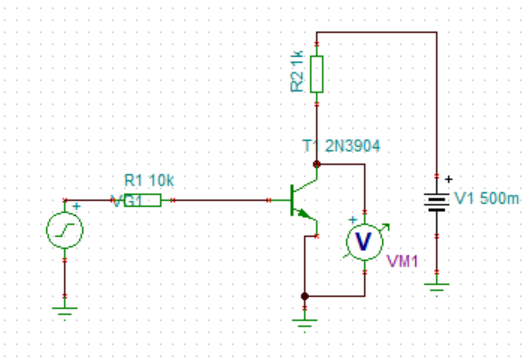 R2 1k
T1 2N3904
R1 10k
VG1
+
+
V
VM1
+
V1 500m